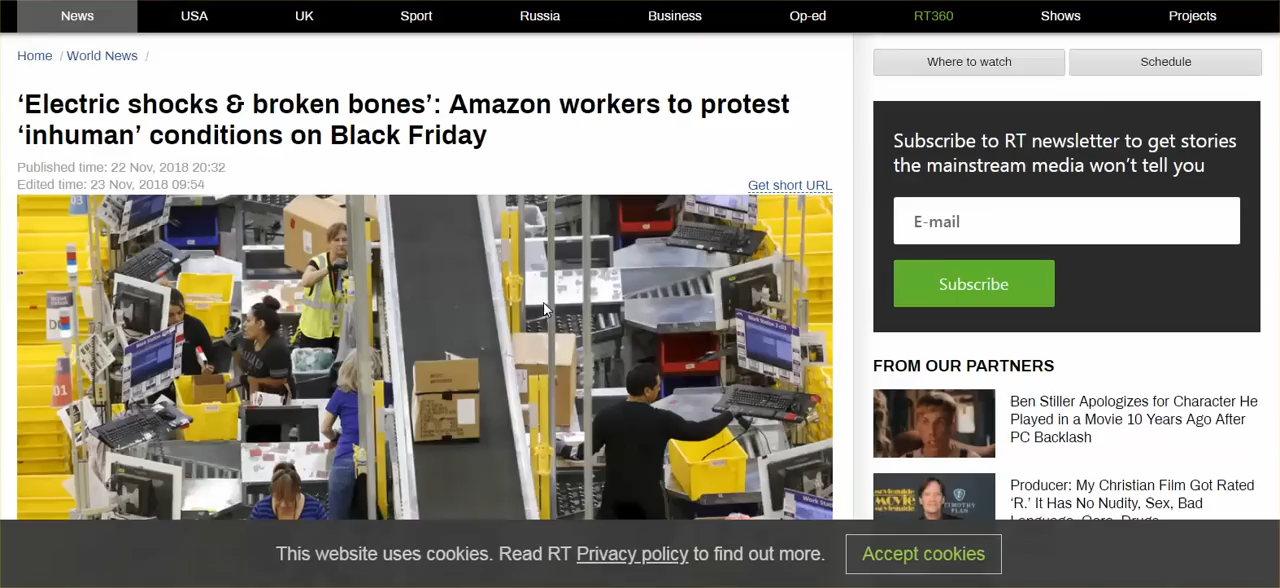 News USA UK Sport Russia Business Op-ed RT360 Shows Projects
Home / World News /
‘Electric shocks & broken bones’: Amazon workers to protest
‘inhuman’ conditions on Black Friday
Published time: 22 Nov, 2018 20:32
Edited time: 23 Nov, 2018 09:54
Get short URL
Where to watch
Schedule
Subscribe to RT newsletter to get stories
the mainstream media won’t tell you
E-mail
Subscribe
FROM OUR PARTNERS
Ben Stiller Apologizes for Character He
Played in a Movie 10 Years Ago After
PC Backlash
Producer: My Christian Film Got Rated
‘R.’ It Has No Nudity, Sex, Bad
This website uses cookies. Read RT Privacy policy to find out more.
Accept cookies